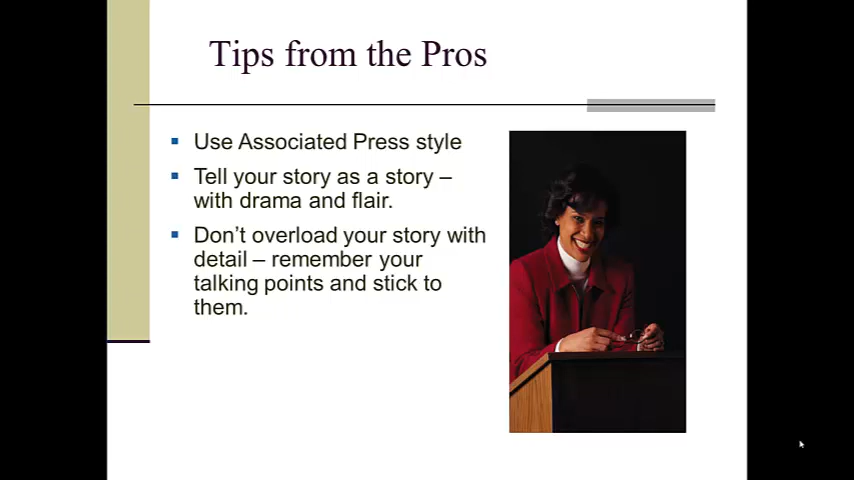 Tips from the Pros
Use Associated Press style
Tell your story as a story –
with drama and flair.
Don’t overload your story with
detail – remember your
talking points and stick to
them.